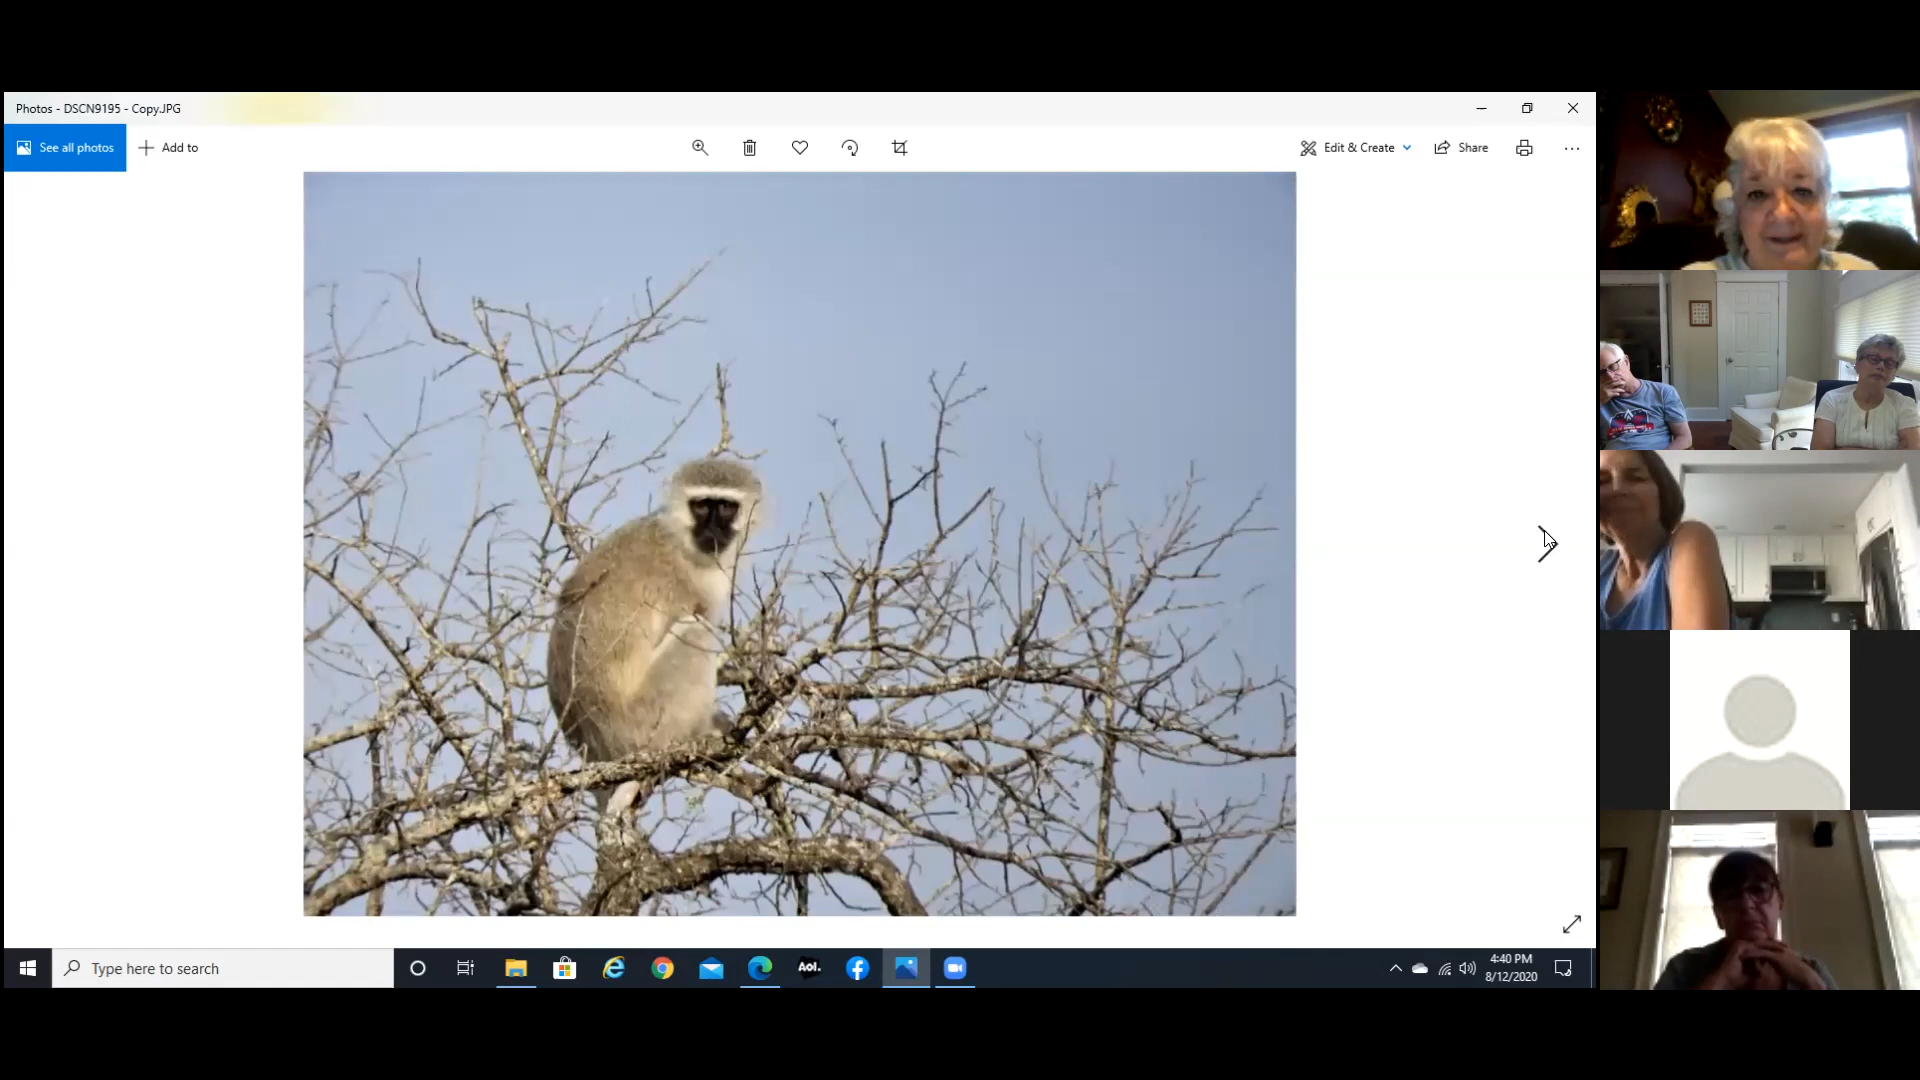 Photos - DSCN9195 - Copy.JPG
See all photos
Add to
Edit & Create
Share
Type here to search
Aol.
4:40 PM
8/12/2020